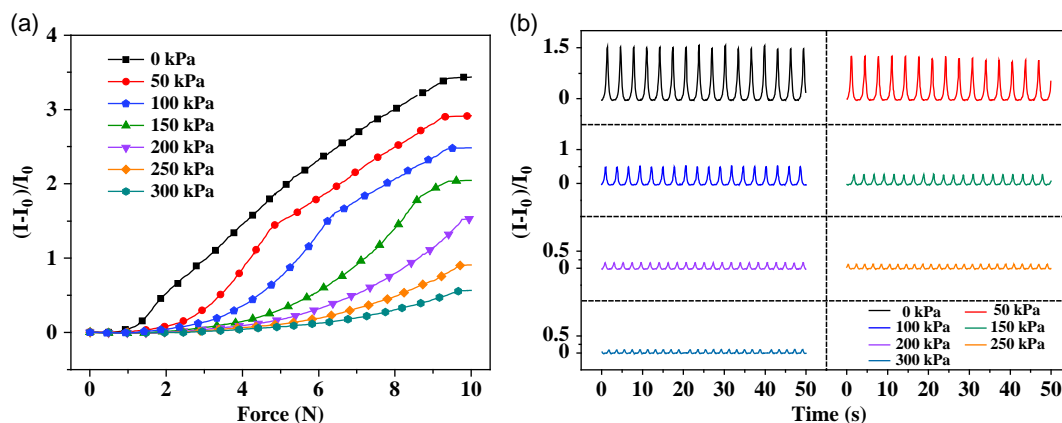 (a)
(I-I0)/I0
4
3
2
1
0
0 kPa
50 kPa
100 kPa
150 kPa
200 kPa
250 kPa
300 kPa
0 2 4 6 8 10
Force (N)
(b)
(I-I0)/I0
1.5
0
1
0
0.5
0
0.5
0
0 kPa 50 kPa
100 kPa 150 kPa
200 kPa 250 kPa
300 kPa
0 10 20 30 40 50 0 10 20 30 40 50
Time (s)